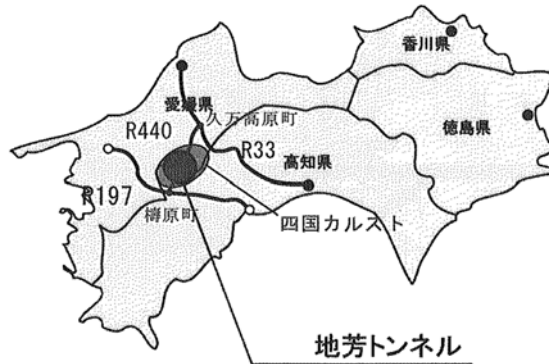 香川県
愛媛県
久万高原町
徳島県
R440
R33
高知県
R197
梼原町
四国カルスト
地芳トンネル